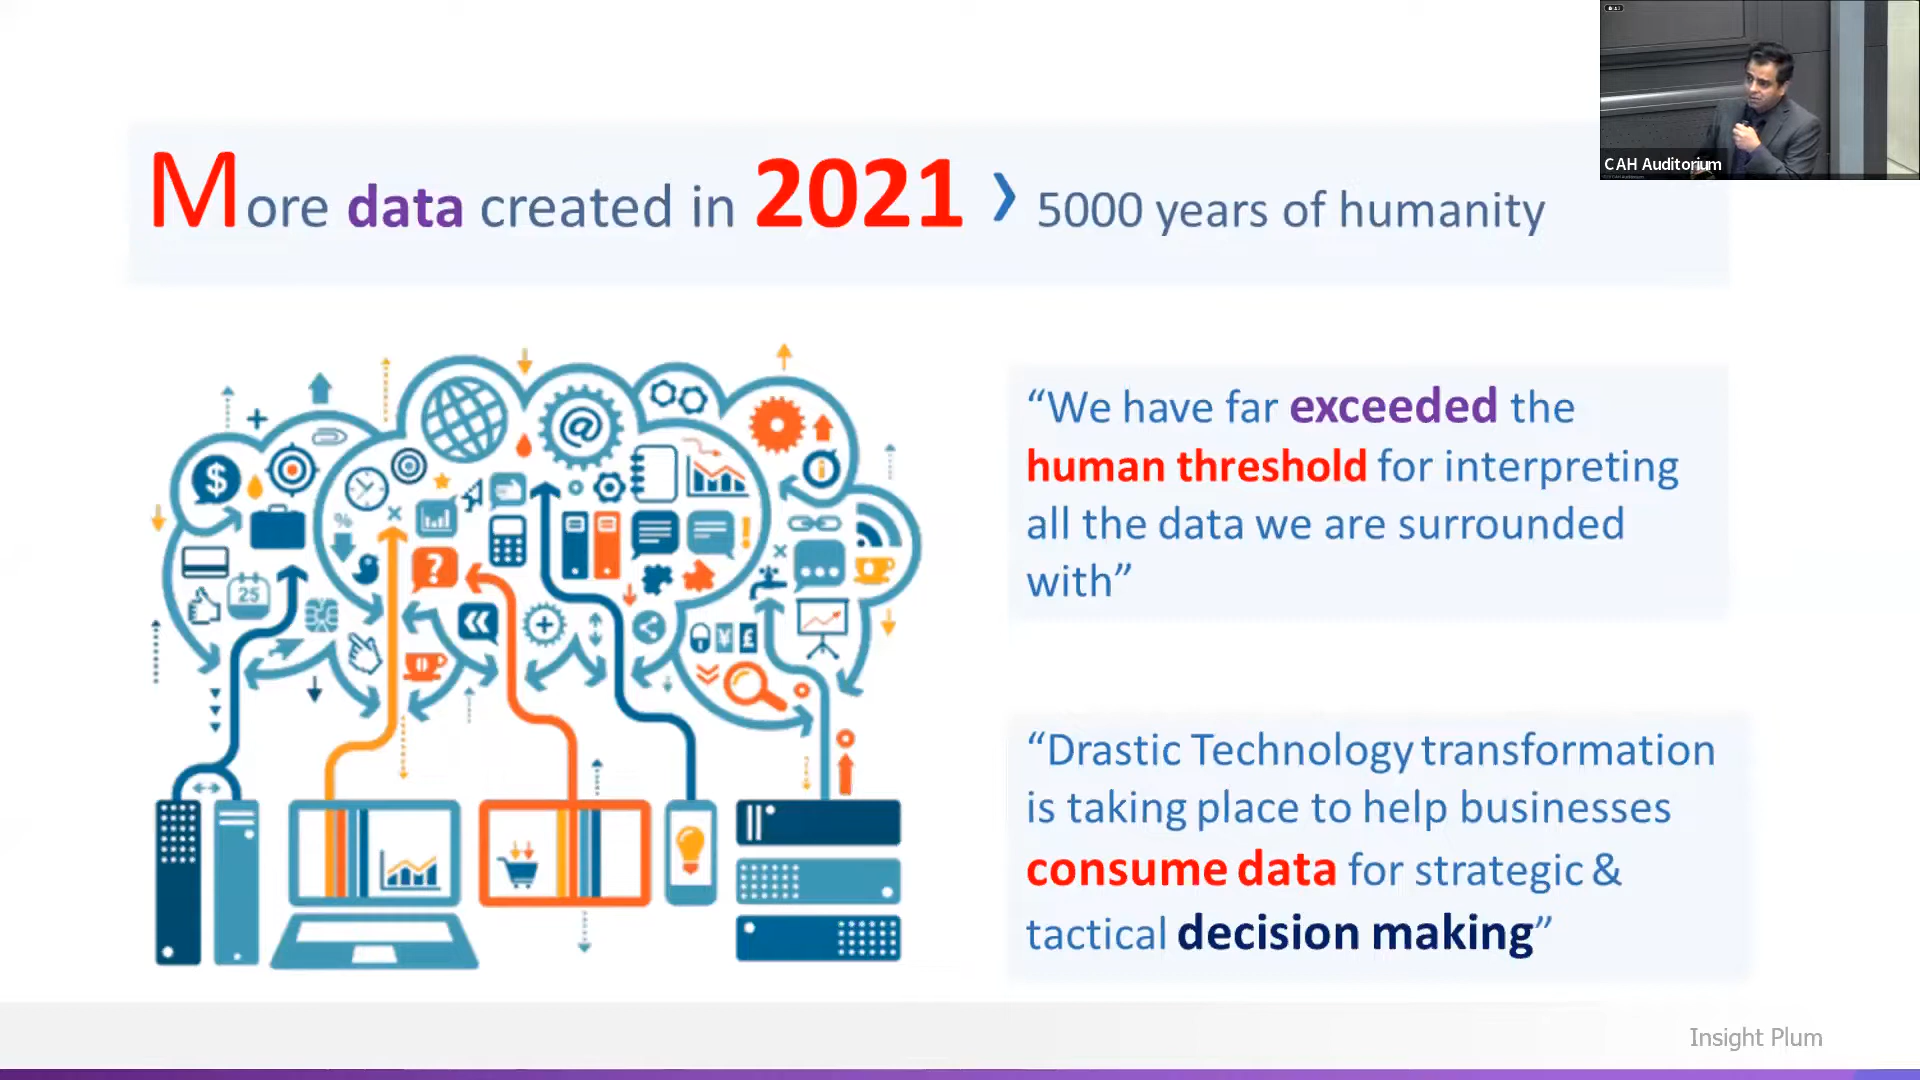 CAH Auditorium
More data created in 2021 > 5000 years of humanity
“We have far exceeded the
human threshold for interpreting
all the data we are surrounded
with”
“Drastic Technology transformation
is taking place to help businesses
consume data for strategic &
tactical decision making”
$
@
i
%
?
!
25
¥
£
Insight Plum